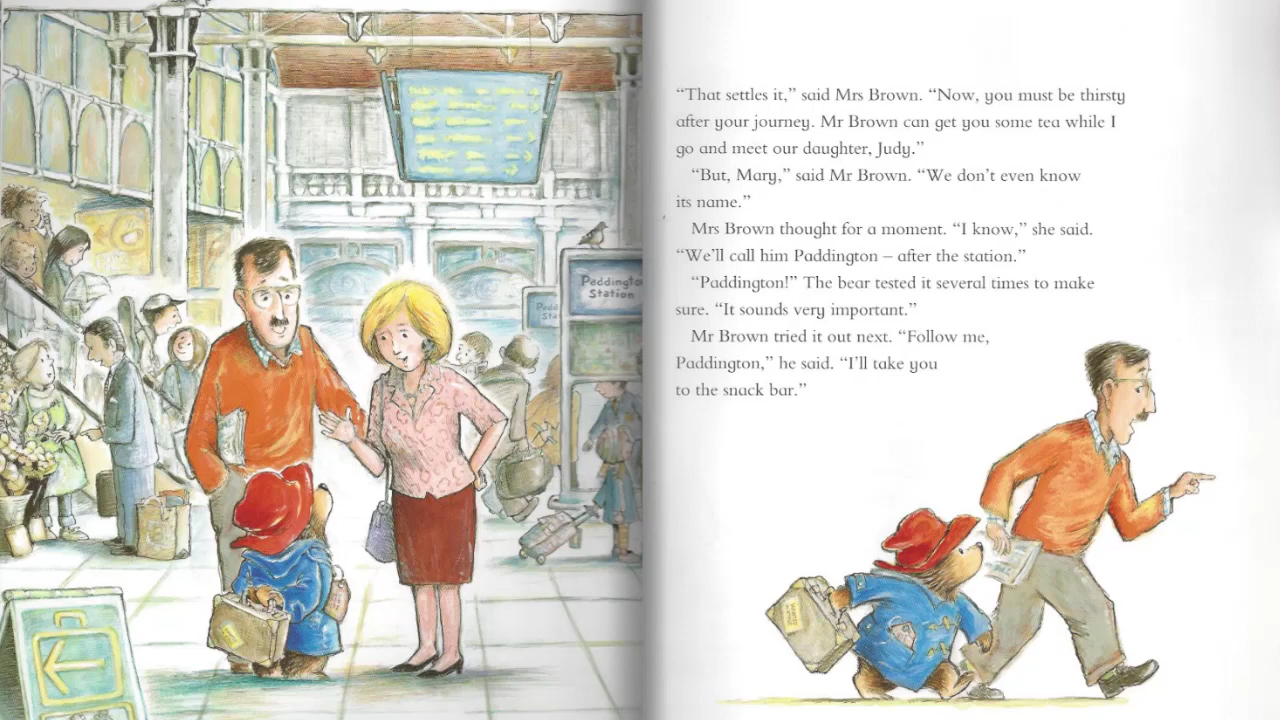 Paddington
Station
"That settles it," said Mrs Brown. "Now, you must be thirsty
after your journey. Mr Brown can get you some tea while I
go and meet our daughter, Judy."
"But, Mary," said Mr Brown. "We don't even know
its name."
Mrs Brown thought for a moment. "I know," she said.
"We'll call him Paddington – after the station."
"Paddington!" The bear tested it several times to make
sure. "It sounds very important."
Mr Brown tried it out next. "Follow me,
Paddington," he said. "I'll take you
to the snack bar."